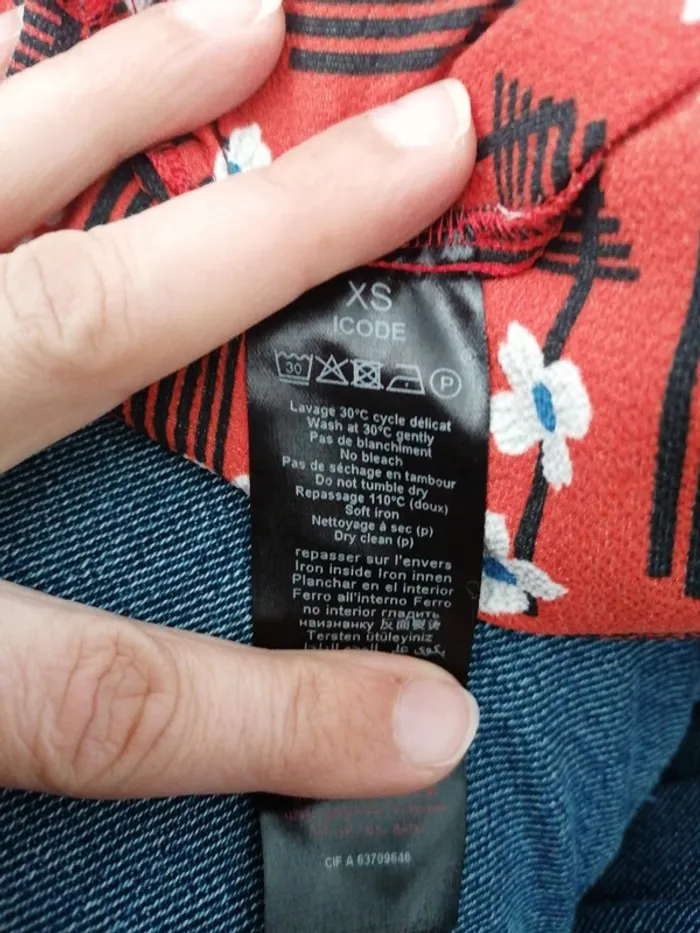 XS
ICODE
30 P
Lavage 30°C cycle délicat
Wash at 30°C gently
Pas de blanchiment
No bleach
Pas de séchage en tambour
Do not tumble dry
Repassage 110°C (doux)
Soft iron
Nettoyage à sec (p)
Dry clean (p)
repasser sur l'envers
Iron inside Iron innen
Planchar en el interior
Ferro all'interno Ferro
no interior гладить
наизнанку 反面熨烫
Tersten ütüleyiniz
CIF A 63709646